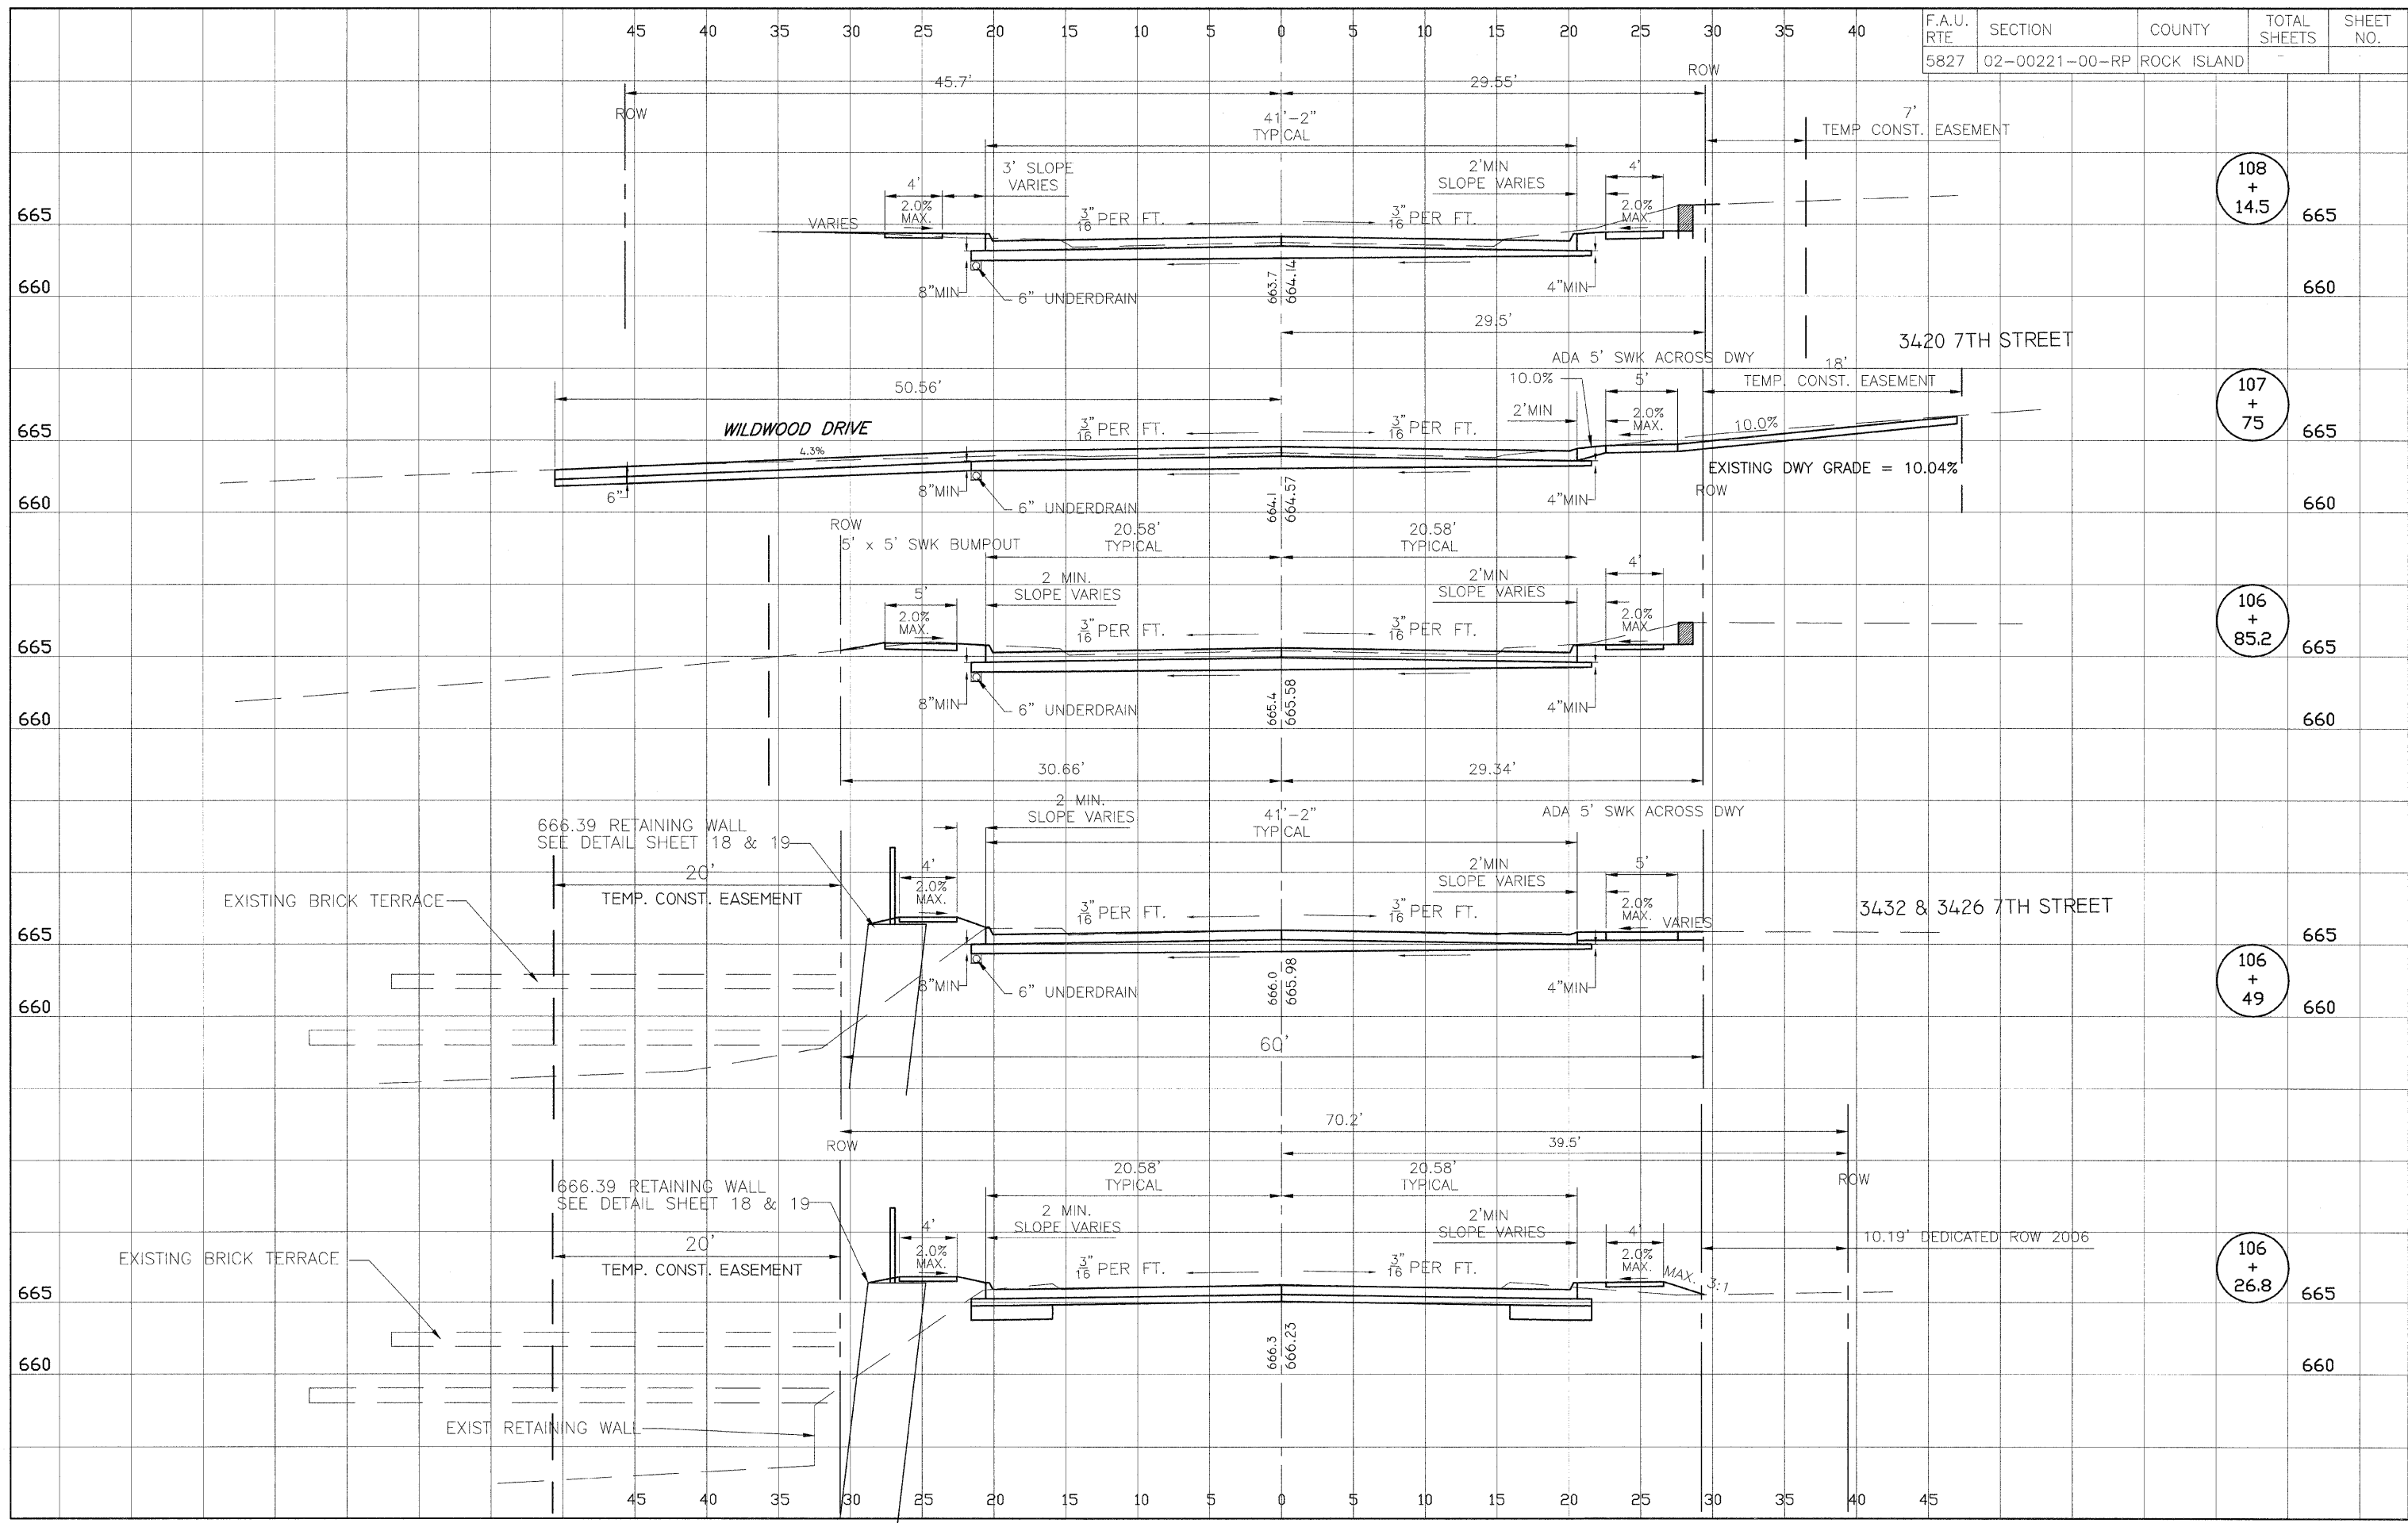 45 40 35 30 25 20 15 10 5 0 5 10 15 20 25 30 35 40
F.A.U. RTE SECTION COUNTY TOTAL SHEETS SHEET NO.
5827 02-00221-00-RP ROCK ISLAND
ROW
45.7' 29.55'
ROW
41'-2"
TYPICAL
7'
TEMP CONST. EASEMENT
3' SLOPE
VARIES
2'MIN
SLOPE VARIES
4'
2.0%
MAX.
4'
2.0%
MAX.
108
+
14.5
665 665
VARIES
3/16" PER FT. 3/16" PER FT.
8"MIN
6" UNDERDRAIN
663.7
664.14
4"MIN
660 660
29.5'
3420 7TH STREET
ADA 5' SWK ACROSS DWY
18'
TEMP. CONST. EASEMENT
50.56'
10.0%
5'
2'MIN
2.0%
MAX.
107
+
75
665 665
WILDWOOD DRIVE
3/16" PER FT. 3/16" PER FT.
10.0%
4.3%
EXISTING DWY GRADE = 10.04%
6"
8"MIN
6" UNDERDRAIN
664.1
664.57
4"MIN
ROW
660 660
ROW
5' x 5' SWK BUMPOUT
20.58'
TYPICAL
20.58'
TYPICAL
2 MIN.
SLOPE VARIES
2'MIN
SLOPE VARIES
5'
2.0%
MAX.
4'
2.0%
MAX.
106
+
85.2
665 665
3/16" PER FT. 3/16" PER FT.
8"MIN
6" UNDERDRAIN
665.4
665.58
4"MIN
660 660
30.66' 29.34'
2 MIN.
SLOPE VARIES
41'-2"
TYPICAL
ADA 5' SWK ACROSS DWY
666.39 RETAINING WALL
SEE DETAIL SHEET 18 & 19
20'
TEMP. CONST. EASEMENT
4'
2.0%
MAX.
2'MIN
SLOPE VARIES
5'
2.0%
MAX.
VARIES
EXISTING BRICK TERRACE
3/16" PER FT. 3/16" PER FT.
3432 & 3426 7TH STREET
665 665
106
+
49
8"MIN
6" UNDERDRAIN
666.0
665.98
4"MIN
660 660
60'
70.2'
39.5'
ROW
ROW
20.58'
TYPICAL
20.58'
TYPICAL
666.39 RETAINING WALL
SEE DETAIL SHEET 18 & 19
2 MIN.
SLOPE VARIES
2'MIN
SLOPE VARIES
4'
2.0%
MAX.
4'
2.0%
MAX.
10.19' DEDICATED ROW 2006
20'
TEMP. CONST. EASEMENT
EXISTING BRICK TERRACE
3/16" PER FT. 3/16" PER FT.
MAX. 3:1
106
+
26.8
665 665
666.3
666.23
660 660
EXIST RETAINING WALL
45 40 35 30 25 20 15 10 5 0 5 10 15 20 25 30 35 40 45